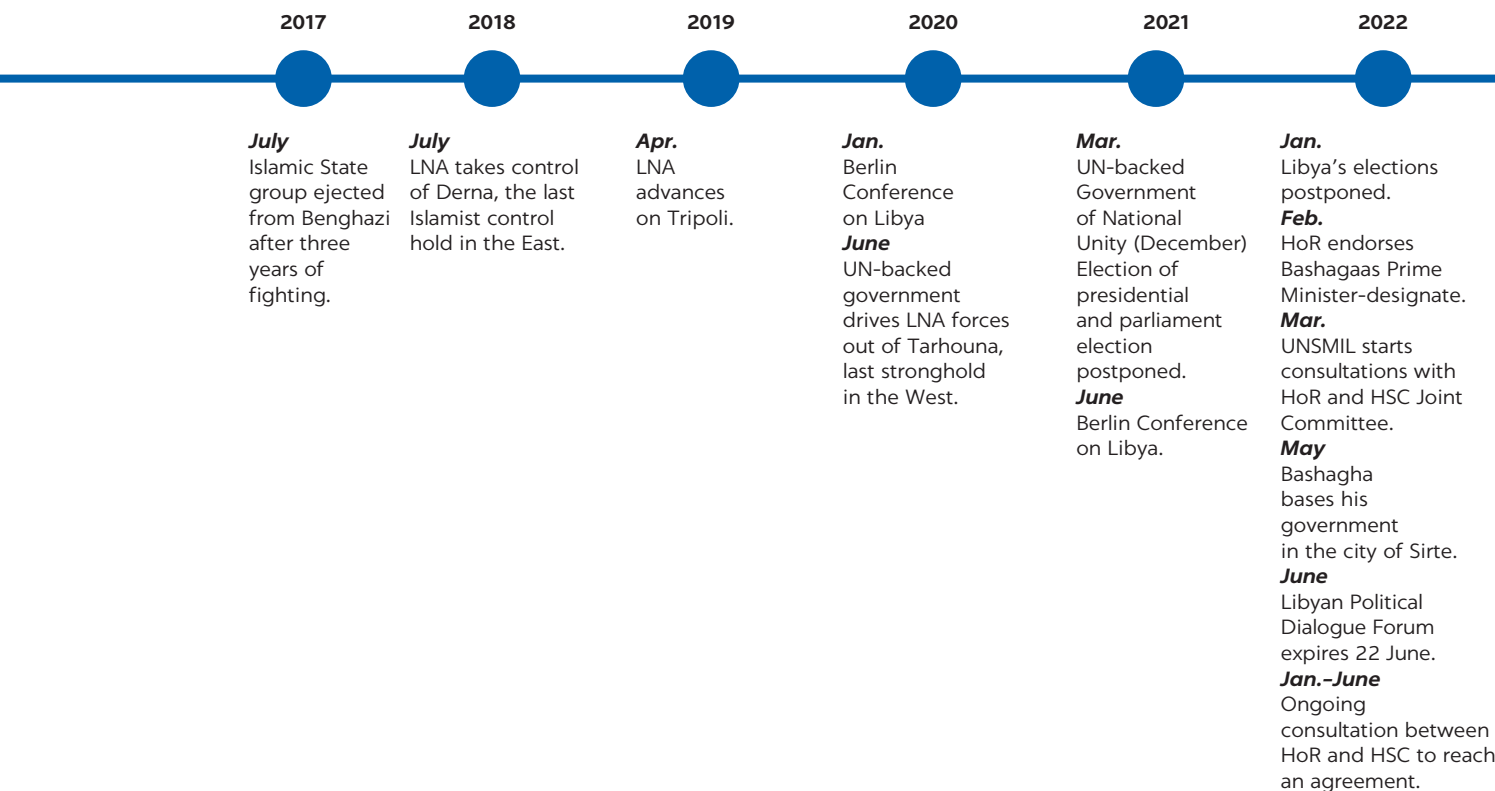 2017
July
Islamic State
group ejected
from Benghazi
after three
years of
fighting.
2018
July
LNA takes control
of Derna, the last
Islamist control
hold in the East.
2019
Apr.
LNA
advances
on Tripoli.
2020
Jan.
Berlin
Conference
on Libya
June
UN-backed
government
drives LNA forces
out of Tarhouna,
last stronghold
in the West.
2021
Mar.
UN-backed
Government
of National
Unity (December)
Election of
presidential
and parliament
election
postponed.
June
Berlin Conference
on Libya.
2022
Jan.
Libya’s elections
postponed.
Feb.
HoR endorses
Bashagaas Prime
Minister-designate.
Mar.
UNSMIL starts
consultations with
HoR and HSC Joint
Committee.
May
Bashagha
bases his
government
in the city of Sirte.
June
Libyan Political
Dialogue Forum
expires 22 June.
Jan.–June
Ongoing
consultation between
HoR and HSC to reach
an agreement.